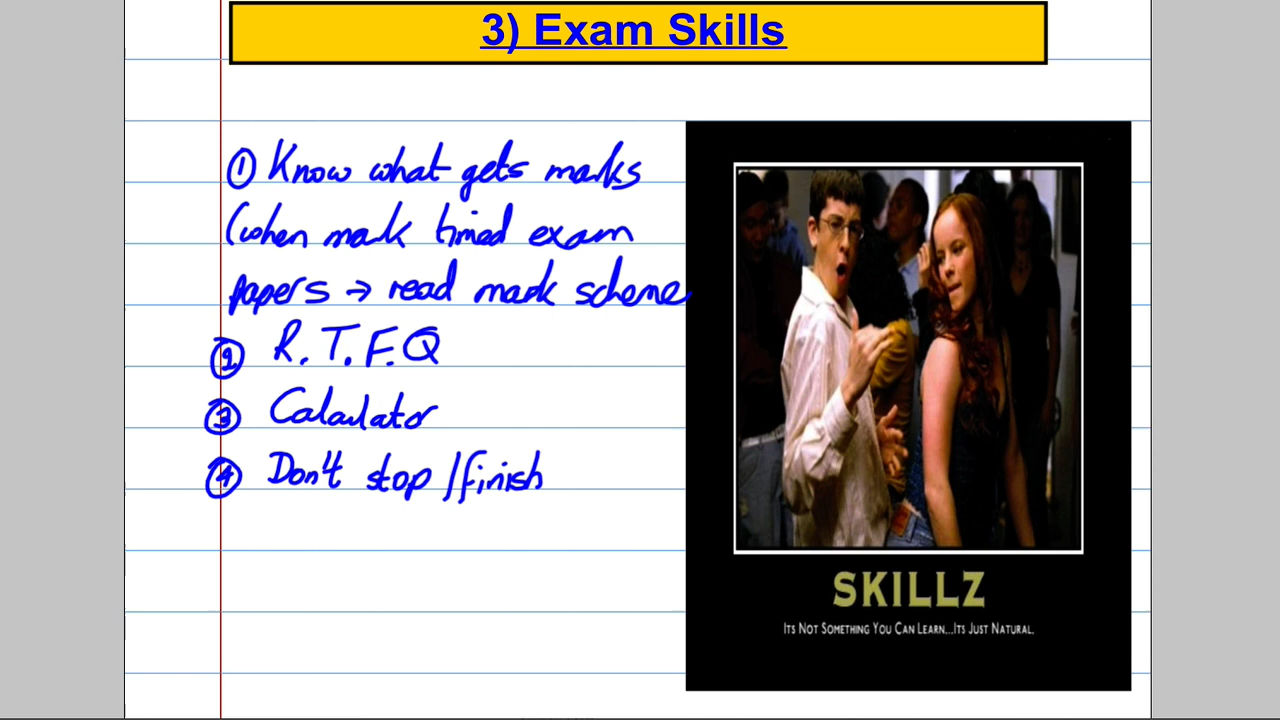 3) Exam Skills
① Know what gets marks
(when mark timed exam
papers → read mark scheme
② R.T.F.Q
③ Calculator
④ Don't stop/finish
SKILLZ
ITS NOT SOMETHING YOU CAN LEARN...ITS JUST NATURAL.